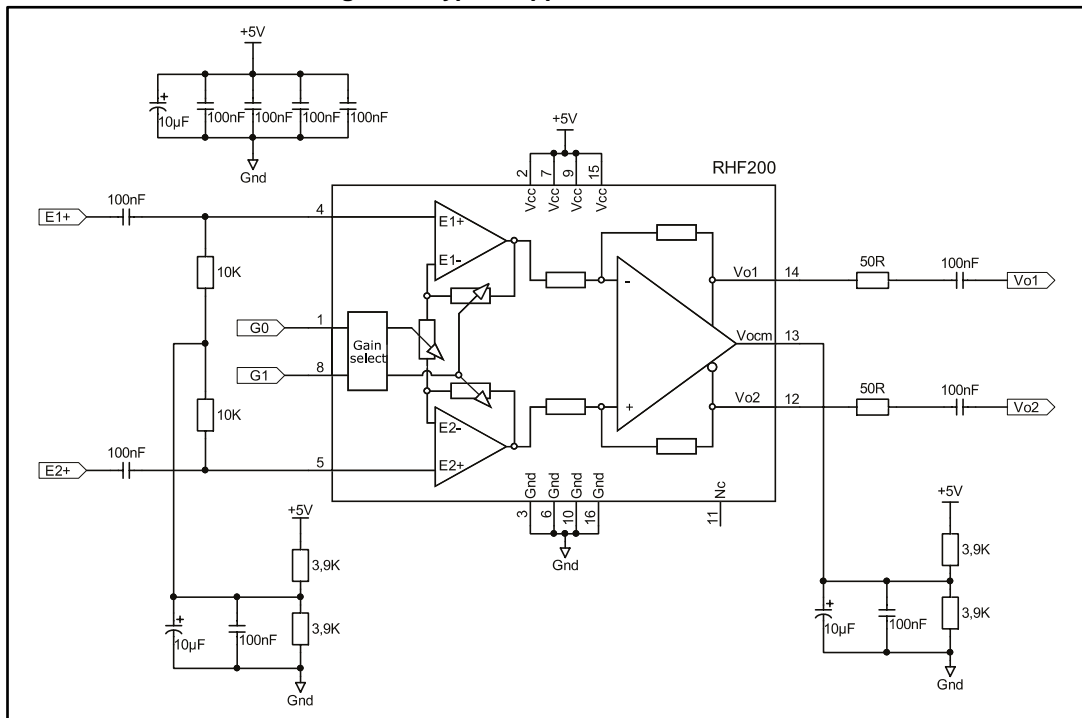 +5V
10µF
100nF
100nF
100nF
100nF
Gnd
+5V
RHF200
2
7
9
15
Vcc
Vcc
Vcc
Vcc
E1+
100nF
4
E1+
E1-
10K
G0
1
Gain
select
G1
8
10K
E2+
100nF
5
E2-
E2+
-
+
Vo1
14
50R
100nF
Vo1
Vocm
13
Vo2
12
50R
100nF
Vo2
Gnd
Gnd
Gnd
Gnd
3
6
10
16
Gnd
Nc
11
+5V
3,9K
3,9K
10µF
100nF
Gnd
+5V
3,9K
3,9K
10µF
100nF
Gnd